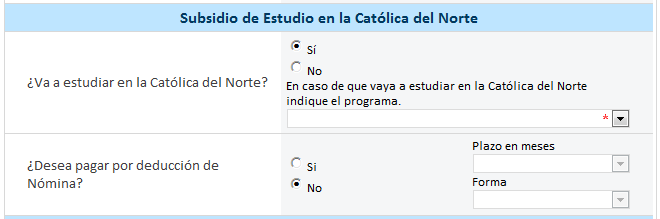 Subsidio de Estudio en la Católica del Norte
¿Va a estudiar en la Católica del Norte?
Sí
No
En caso de que vaya a estudiar en la Católica del Norte
indique el programa.
*
¿Desea pagar por deducción de
Nómina?
Si
No
Plazo en meses
Forma